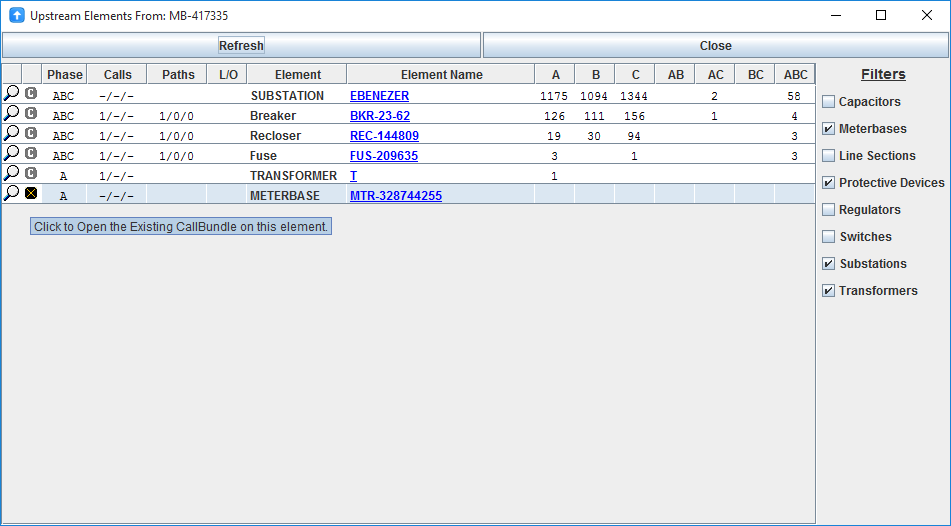 Upstream Elements From: MB-417335
Refresh Close
Phase Calls Paths L/O Element Element Name A B C AB AC BC ABC
C ABC -/-/- SUBSTATION EBENEZER 1175 1094 1344 2 58
C ABC 1/-/- 1/0/0 Breaker BKR-23-62 126 111 156 1 4
C ABC 1/-/- 1/0/0 Recloser REC-144809 19 30 94 3
C ABC 1/-/- 1/0/0 Fuse FUS-209635 3 1 3
C A 1/-/- TRANSFORMER T 1
A -/-/- METERBASE MTR-328744255
Click to Open the Existing CallBundle on this element.
Filters
Capacitors
Meterbases
Line Sections
Protective Devices
Regulators
Switches
Substations
Transformers